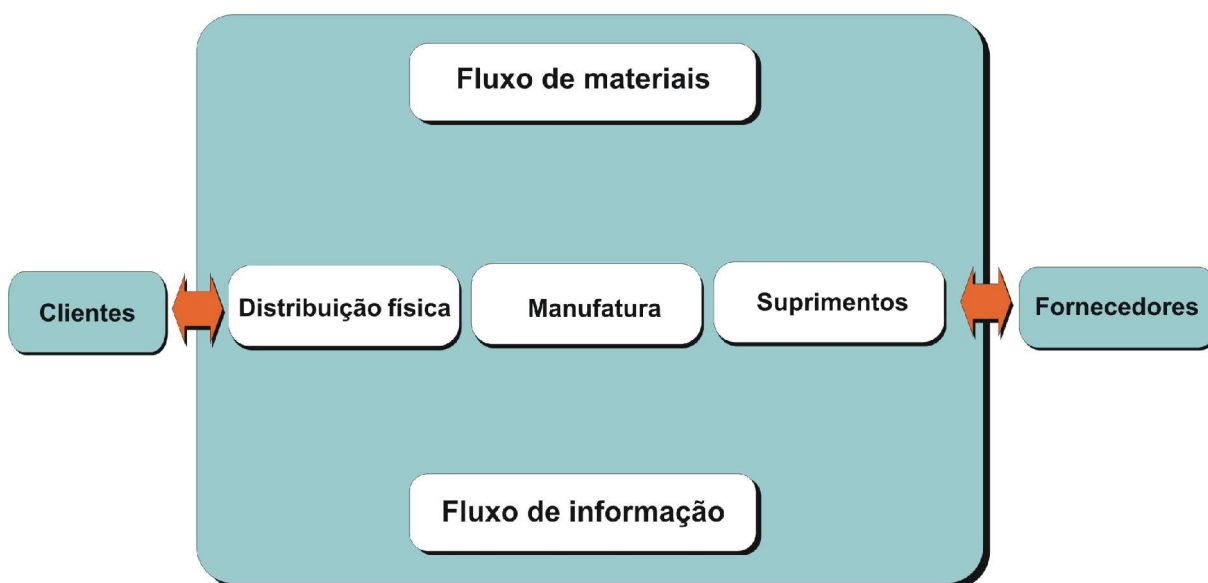 Fluxo de materiais
Clientes
Distribuição física
Manufatura
Suprimentos
Fornecedores
Fluxo de informação